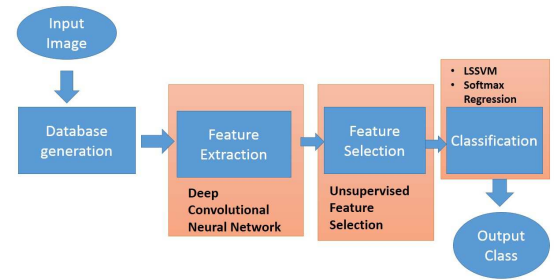 Input
Image
Database
generation
Feature
Extraction
Deep
Convolutional
Neural Network
Feature
Selection
Unsupervised
Feature
Selection
• LSSVM
• Softmax
Regression
Classification
Output
Class